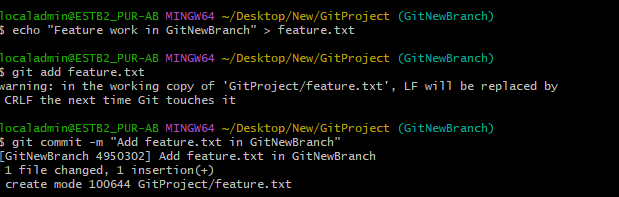 localadmin@ESTB2_PUR-AB MINGW64 ~/Desktop/New/GitProject (GitNewBranch)
$ echo "Feature work in GitNewBranch" > feature.txt
localadmin@ESTB2_PUR-AB MINGW64 ~/Desktop/New/GitProject (GitNewBranch)
$ git add feature.txt
warning: in the working copy of 'GitProject/feature.txt', LF will be replaced by
CRLF the next time Git touches it
localadmin@ESTB2_PUR-AB MINGW64 ~/Desktop/New/GitProject (GitNewBranch)
$ git commit -m "Add feature.txt in GitNewBranch"
[GitNewBranch 4950302] Add feature.txt in GitNewBranch
1 file changed, 1 insertion(+)
create mode 100644 GitProject/feature.txt